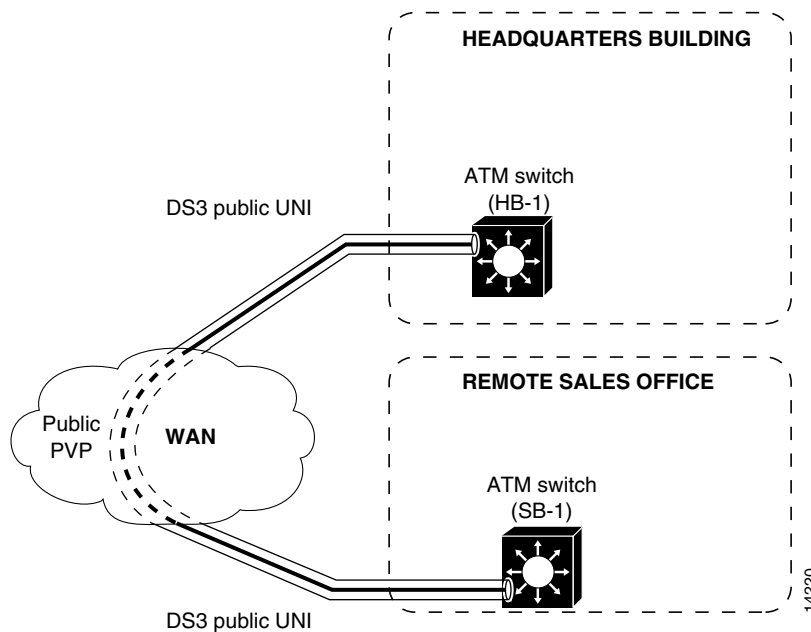 HEADQUARTERS BUILDING
ATM switch
(HB-1)
DS3 public UNI
REMOTE SALES OFFICE
Public
PVP
WAN
ATM switch
(SB-1)
DS3 public UNI
14230